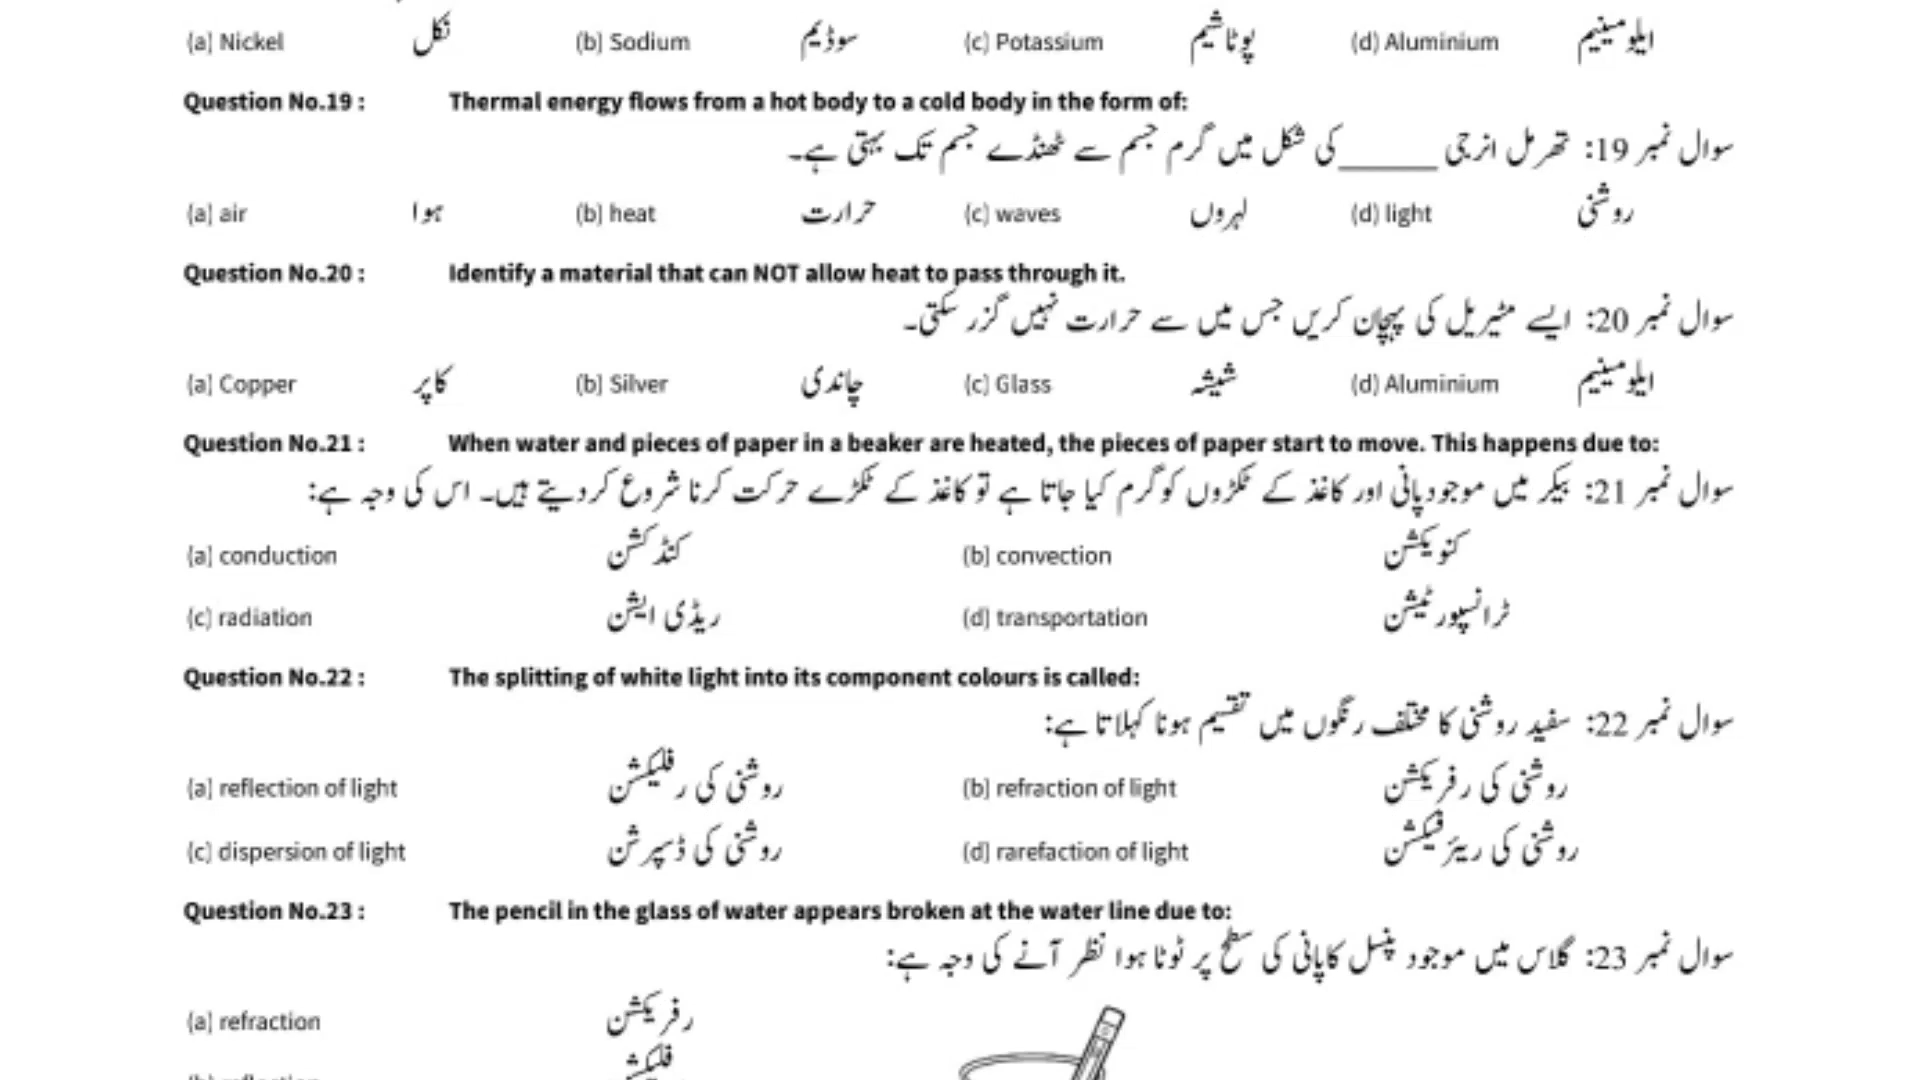 (a) Nickel نکل (b) Sodium سوڈیم (c) Potassium پوٹاشیم (d) Aluminium ایلومینیم
Question No.19 : Thermal energy flows from a hot body to a cold body in the form of:
سوال نمبر 19: تھرمل انرجی ______ کی شکل میں گرم جسم سے ٹھنڈے جسم تک بہتی ہے۔
(a) air ہوا (b) heat حرارت (c) waves لہروں (d) light روشنی
Question No.20 : Identify a material that can NOT allow heat to pass through it.
سوال نمبر 20: ایسے مٹیریل کی پہچان کریں جس میں سے حرارت نہیں گزر سکتی۔
(a) Copper کاپر (b) Silver چاندی (c) Glass شیشہ (d) Aluminium ایلومینیم
Question No.21 : When water and pieces of paper in a beaker are heated, the pieces of paper start to move. This happens due to:
سوال نمبر 21: بیکر میں موجود پانی اور کاغذ کے ٹکڑوں کو گرم کیا جاتا ہے تو کاغذ کے ٹکڑے حرکت کرنا شروع کر دیتے ہیں۔ اس کی وجہ ہے:
(a) conduction کنڈکشن (b) convection کنویکشن
(c) radiation ریڈی ایشن (d) transportation ٹرانسپورٹیشن
Question No.22 : The splitting of white light into its component colours is called:
سوال نمبر 22: سفید روشنی کا مختلف رنگوں میں تقسیم ہونا کہلاتا ہے:
(a) reflection of light روشنی کی رفلیکشن (b) refraction of light روشنی کی رفریکشن
(c) dispersion of light روشنی کی ڈسپرشن (d) rarefaction of light روشنی کی ریئرفیکشن
Question No.23 : The pencil in the glass of water appears broken at the water line due to:
سوال نمبر 23: گلاس میں موجود پنسل کا پانی کی سطح پر ٹوٹا ہوا نظر آنے کی وجہ ہے:
(a) refraction رفریکشن